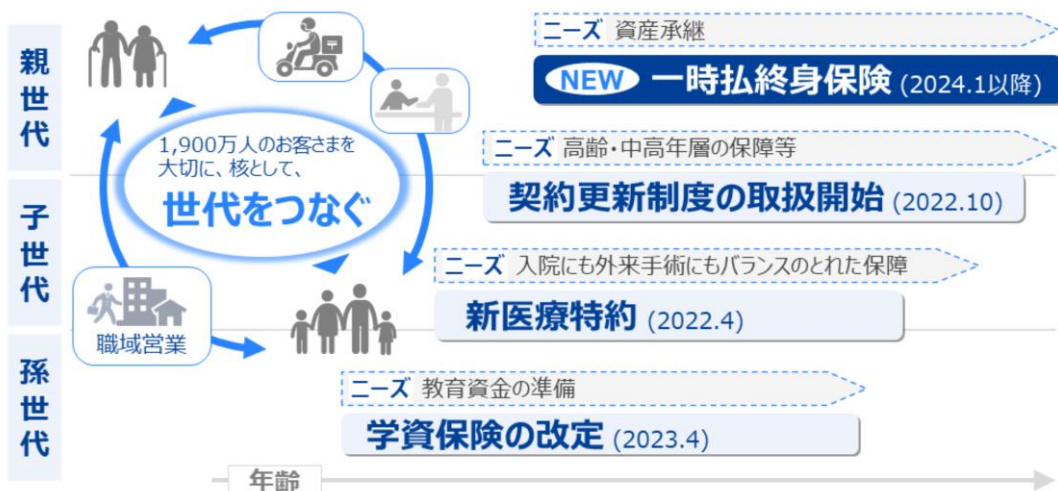 親世代
子世代
孫世代
1,900万人のお客さまを
大切に、核として、
世代をつなぐ
職域営業
ニーズ 資産承継
NEW 一時払終身保険 (2024.1以降)
ニーズ 高齢・中高年層の保障等
契約更新制度の取扱開始 (2022.10)
ニーズ 入院にも外来手術にもバランスのとれた保障
新医療特約 (2022.4)
ニーズ 教育資金の準備
学資保険の改定 (2023.4)
年齢